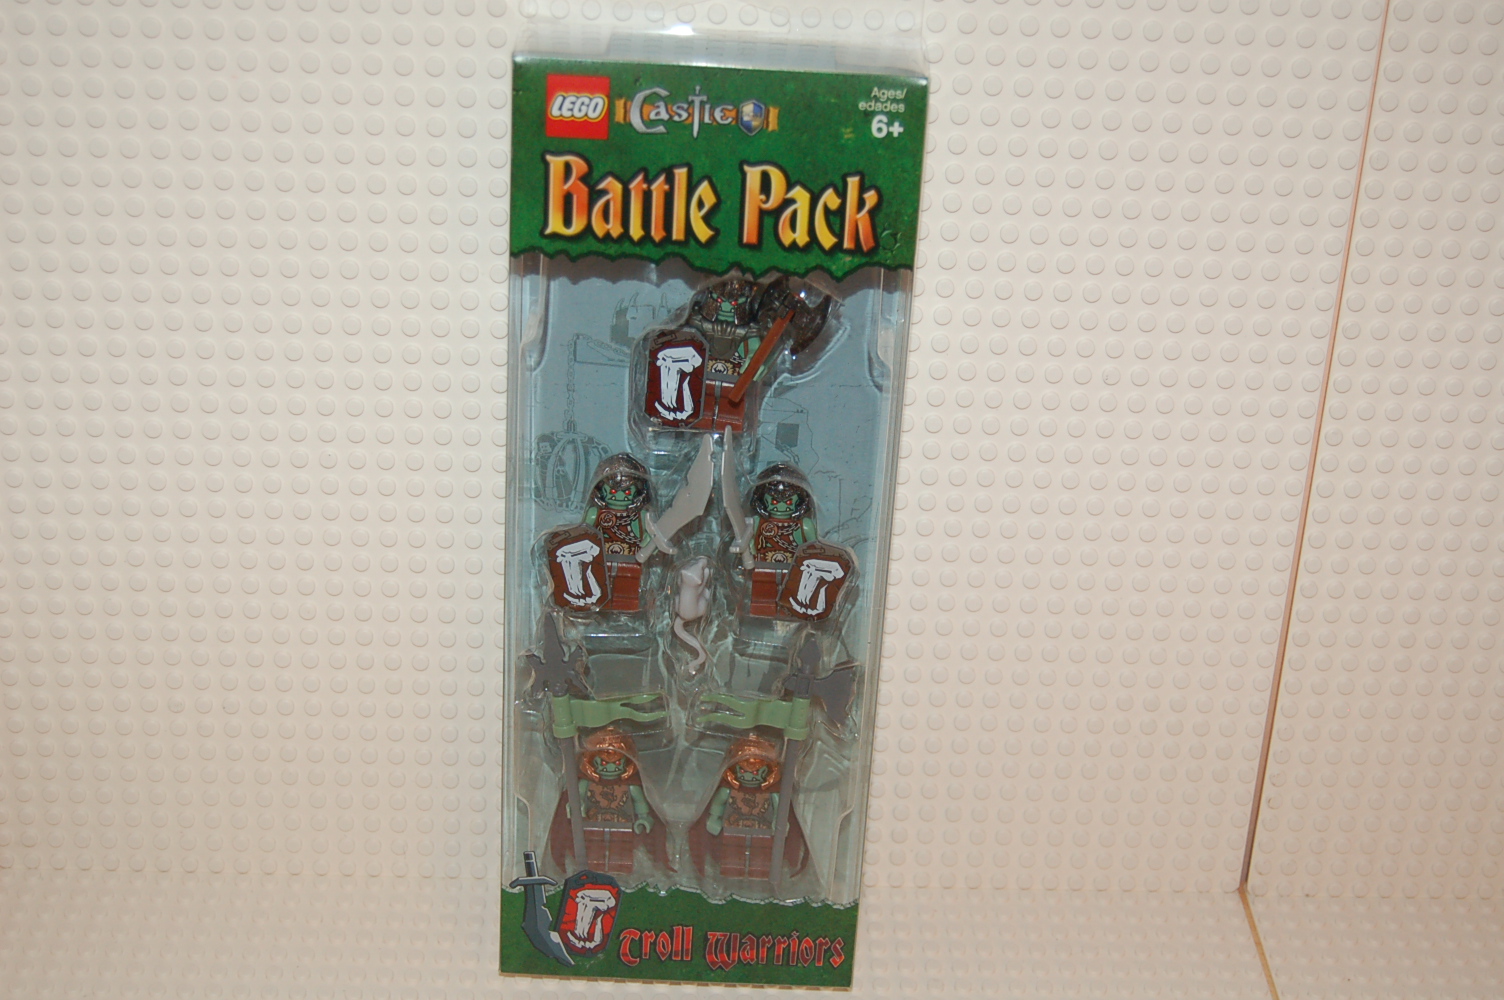 LEGO Castle
Ages/
edades
6+
Battle Pack
Troll Warriors